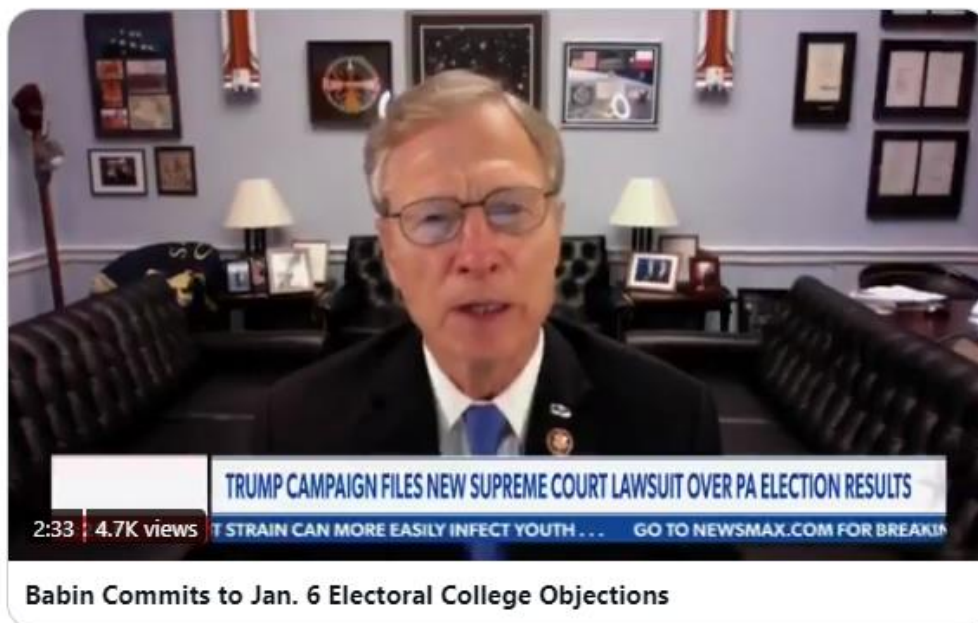 TRUMP CAMPAIGN FILES NEW SUPREME COURT LAWSUIT OVER PA ELECTION RESULTS
2:33 4.7K views
STRAIN CAN MORE EASILY INFECT YOUTH . . . GO TO NEWSMAX.COM FOR
Babin Commits to Jan. 6 Electoral College Objections